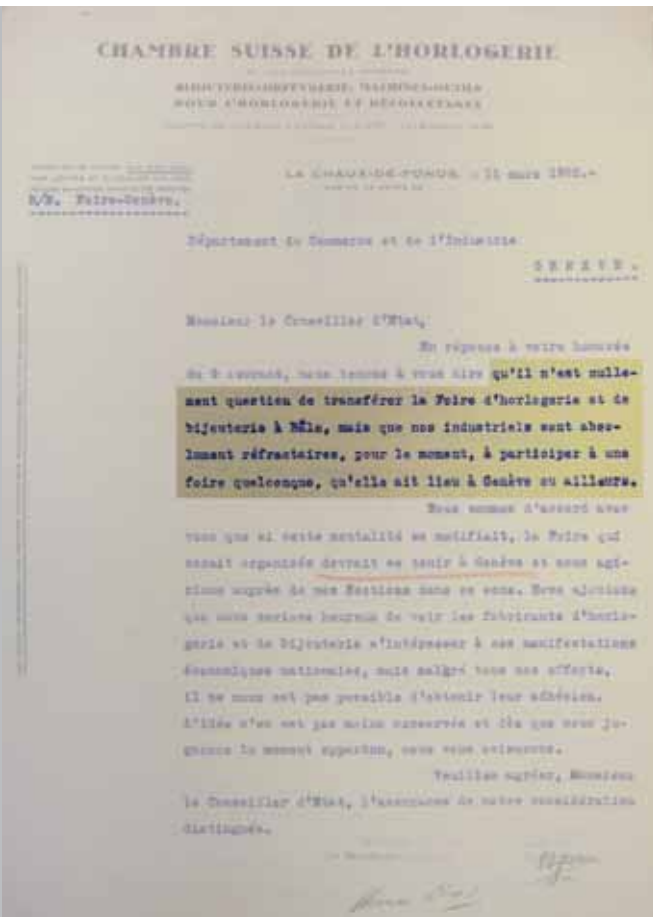 CHAMBRE SUISSE DE L'HORLOGERIE
BIJOUTERIE-ORFÈVRERIE, MACHINES-OUTILS
POUR L'HORLOGERIE ET DÉCOLLETAGES
LA CHAUX-DE-FONDS, 11 mars
Foire-Genève.
Département du Commerce et de l'Industrie
GENEVE.
Monsieur le Conseiller d'Etat,
En réponse à votre honorée
du 9 courant, nous tenons à vous dire qu'il n'est nulle-
ment question de transférer la Foire d'horlogerie et de
bijouterie à Bâle, mais que nos industriels sont abso-
lument réfractaires, pour le moment, à participer à une
foire quelconque, qu'elle ait lieu à Genève ou ailleurs.
Nous sommes d'accord avec
vous que si cette mentalité se modifiait, la Foire qui
serait organisée devrait se tenir à Genève et nous agi-
rions auprès de nos Sections dans ce sens. Nous ajoutons
que nous serions heureux de voir les fabricants d'horlo-
gerie et de bijouterie s'intéresser à ces manifestations
économiques nationales, mais malgré tous nos efforts,
il ne nous est pas possible d'obtenir leur adhésion.
L'idée n'en est pas moins conservée et dès que nous ju-
gerons le moment opportun, nous vous aviserons.
Veuillez agréer, Monsieur
le Conseiller d'Etat, l'assurance de notre considération
distinguée.